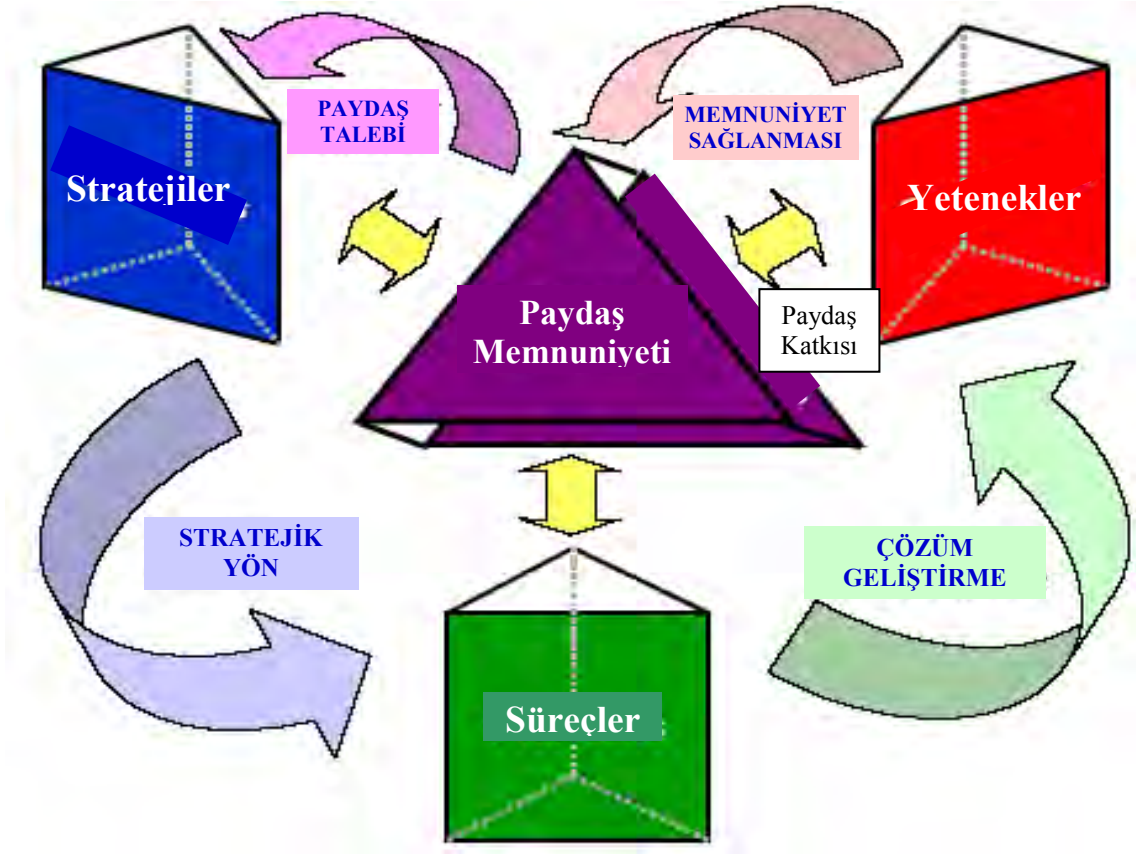 PAYDAŞ
TALEBİ
MEMNUNİYET
SAĞLANMASI
Stratejiler
Yetenekler
Paydaş
Memnuniyeti
Paydaş
Katkısı
STRATEJİK
YÖN
ÇÖZÜM
GELİŞTİRME
Süreçler